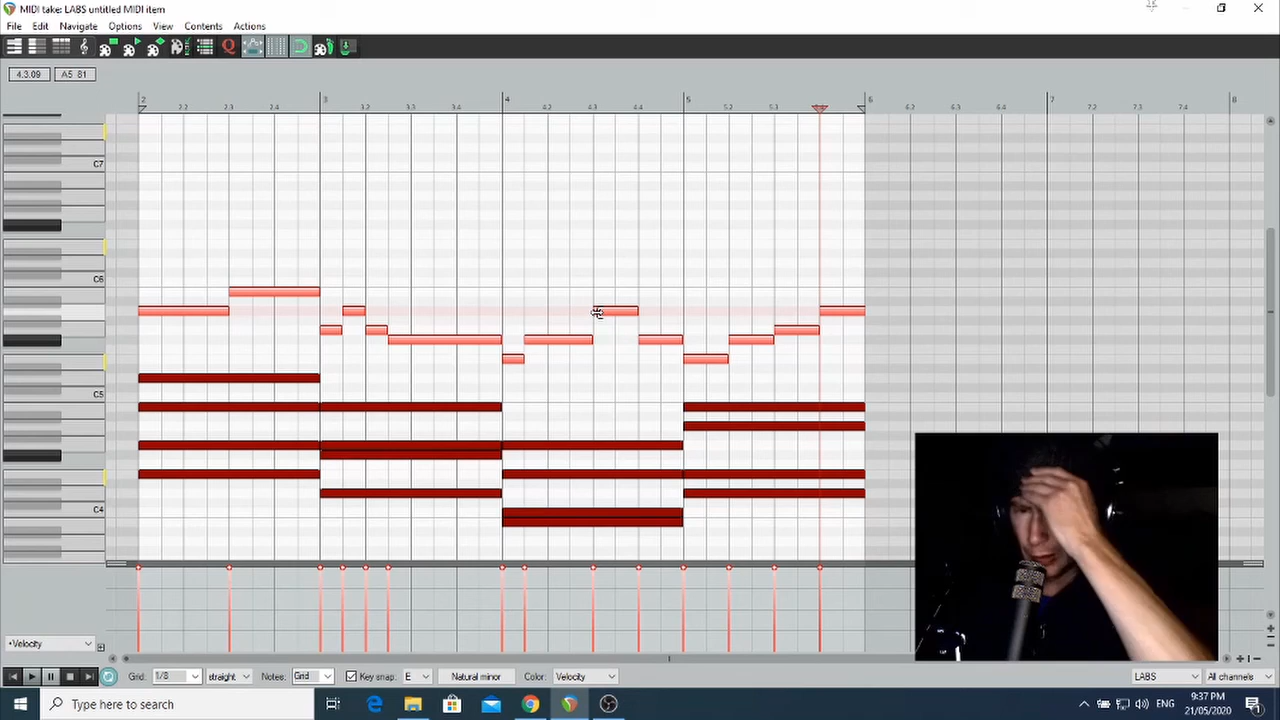 MIDI take: LABS untitled MIDI item
File Edit Navigate Options View Contents Actions
Q
4.3.09 A5 81
2 2.2 2.3 2.4 3 3.2 3.3 3.4 4 4.2 4.3 4.4 5 5.2 5.3 6 6.2 6.3 6.4 7 7.2 7.3 7.4 8
C7
C6
C5
C4
•Velocity
Grid: 1/8 straight Notes: Grid Key snap: E Natural minor Color: Velocity LABS All channels
Type here to search
ENG
9:37 PM
21/05/2020